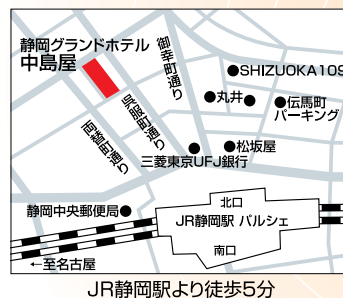 静岡グランドホテル
中島屋
御幸町通り
呉服町通り
両替町通り
●SHIZUOKA109
丸井
伝馬町
パーキング
松坂屋
三菱東京UFJ銀行
静岡中央郵便局
北口
JR静岡駅 パルシェ
南口
←至名古屋
JR静岡駅より徒歩5分